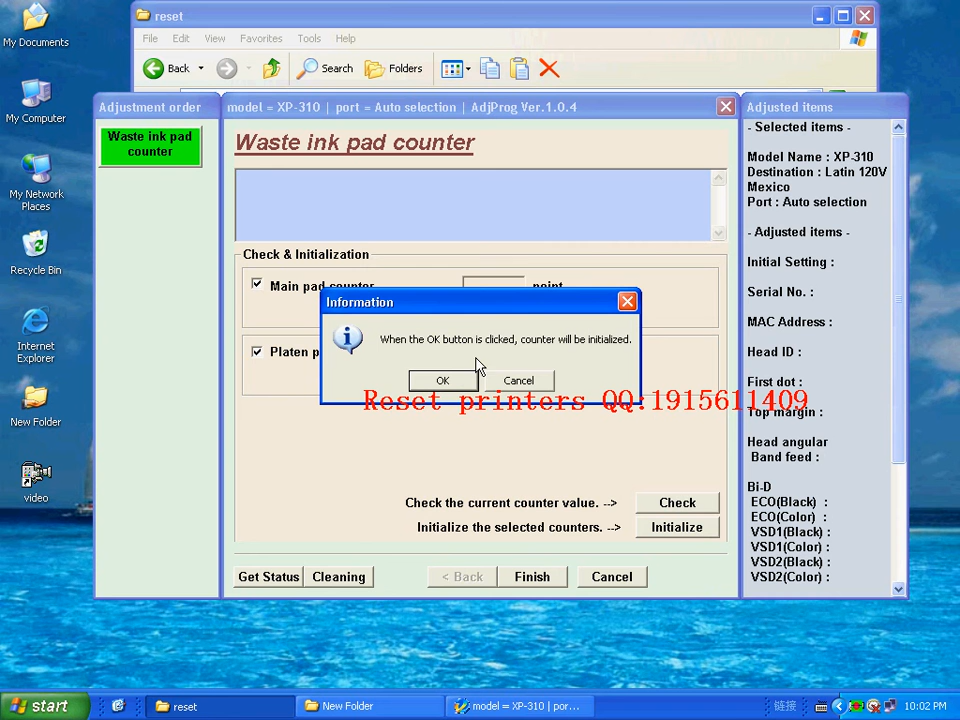 My Documents
My Computer
My Network
Places
Recycle Bin
Internet
Explorer
New Folder
video
reset
File Edit View Favorites Tools Help
Back Search Folders
Adjustment order
Waste ink pad
counter
model = XP-310 | port = Auto selection | AdjProg Ver.1.0.4
Waste ink pad counter
Check & Initialization
Main pad counter point
Platen p
Information
When the OK button is clicked, counter will be initialized.
OK Cancel
Reset printers QQ:1915611409
Check the current counter value. --> Check
Initialize the selected counters. --> Initialize
Get Status Cleaning < Back Finish Cancel
Adjusted items
- Selected items -
Model Name : XP-310
Destination : Latin 120V
Mexico
Port : Auto selection
- Adjusted items -
Initial Setting :
Serial No. :
MAC Address :
Head ID :
First dot :
Top margin :
Head angular
Band feed :
Bi-D
ECO(Black) :
ECO(Color) :
VSD1(Black) :
VSD1(Color) :
VSD2(Black) :
VSD2(Color) :
start reset New Folder model = XP-310 | por... 链接 10:02 PM